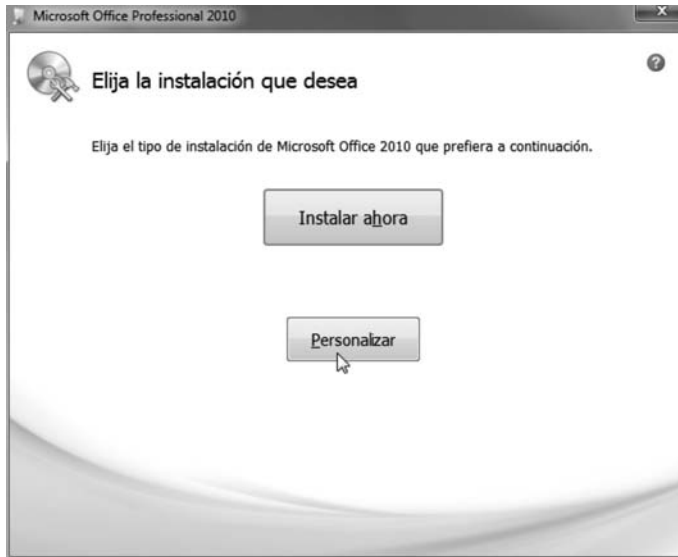 Microsoft Office Professional 2010
Elija la instalación que desea
Elija el tipo de instalación de Microsoft Office 2010 que prefiera a continuación.
Instalar ahora
Personalizar